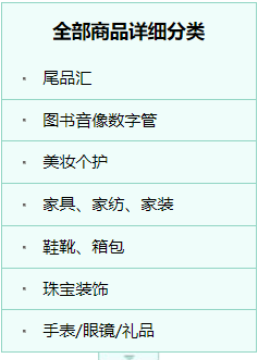 全部商品详细分类
尾品汇
图书音像数字管
美妆个护
家具、家纺、家装
鞋靴、箱包
珠宝装饰
手表/眼镜/礼品